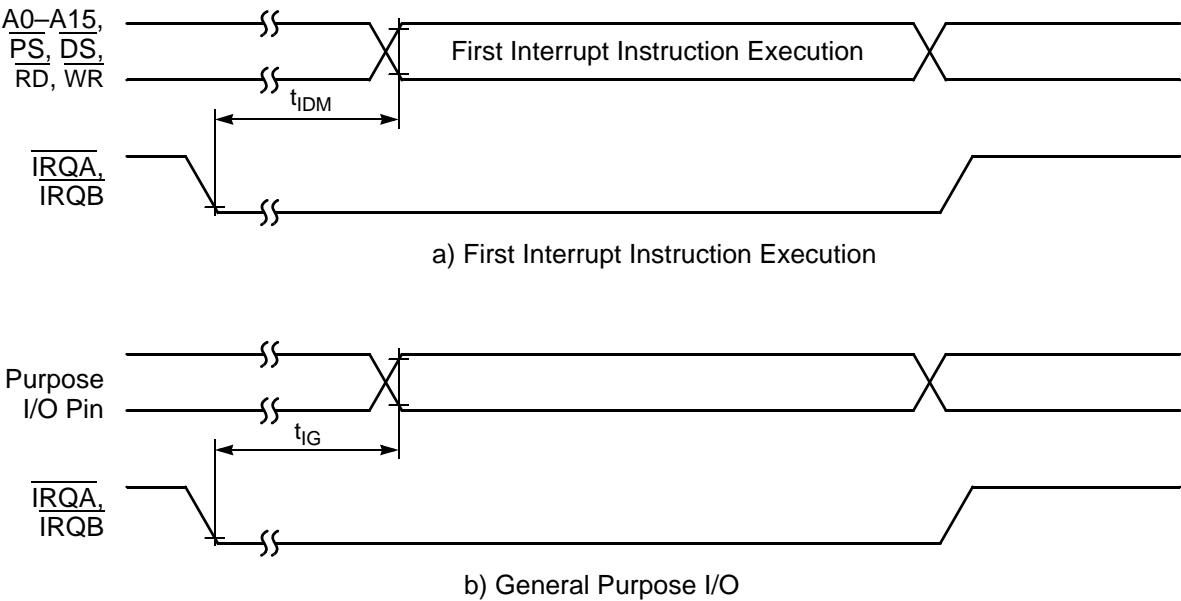 A0–A15,
PS, DS,
RD, WR
First Interrupt Instruction Execution
tIDM
IRQA,
IRQB
a) First Interrupt Instruction Execution
Purpose
I/O Pin
tIG
IRQA,
IRQB
b) General Purpose I/O